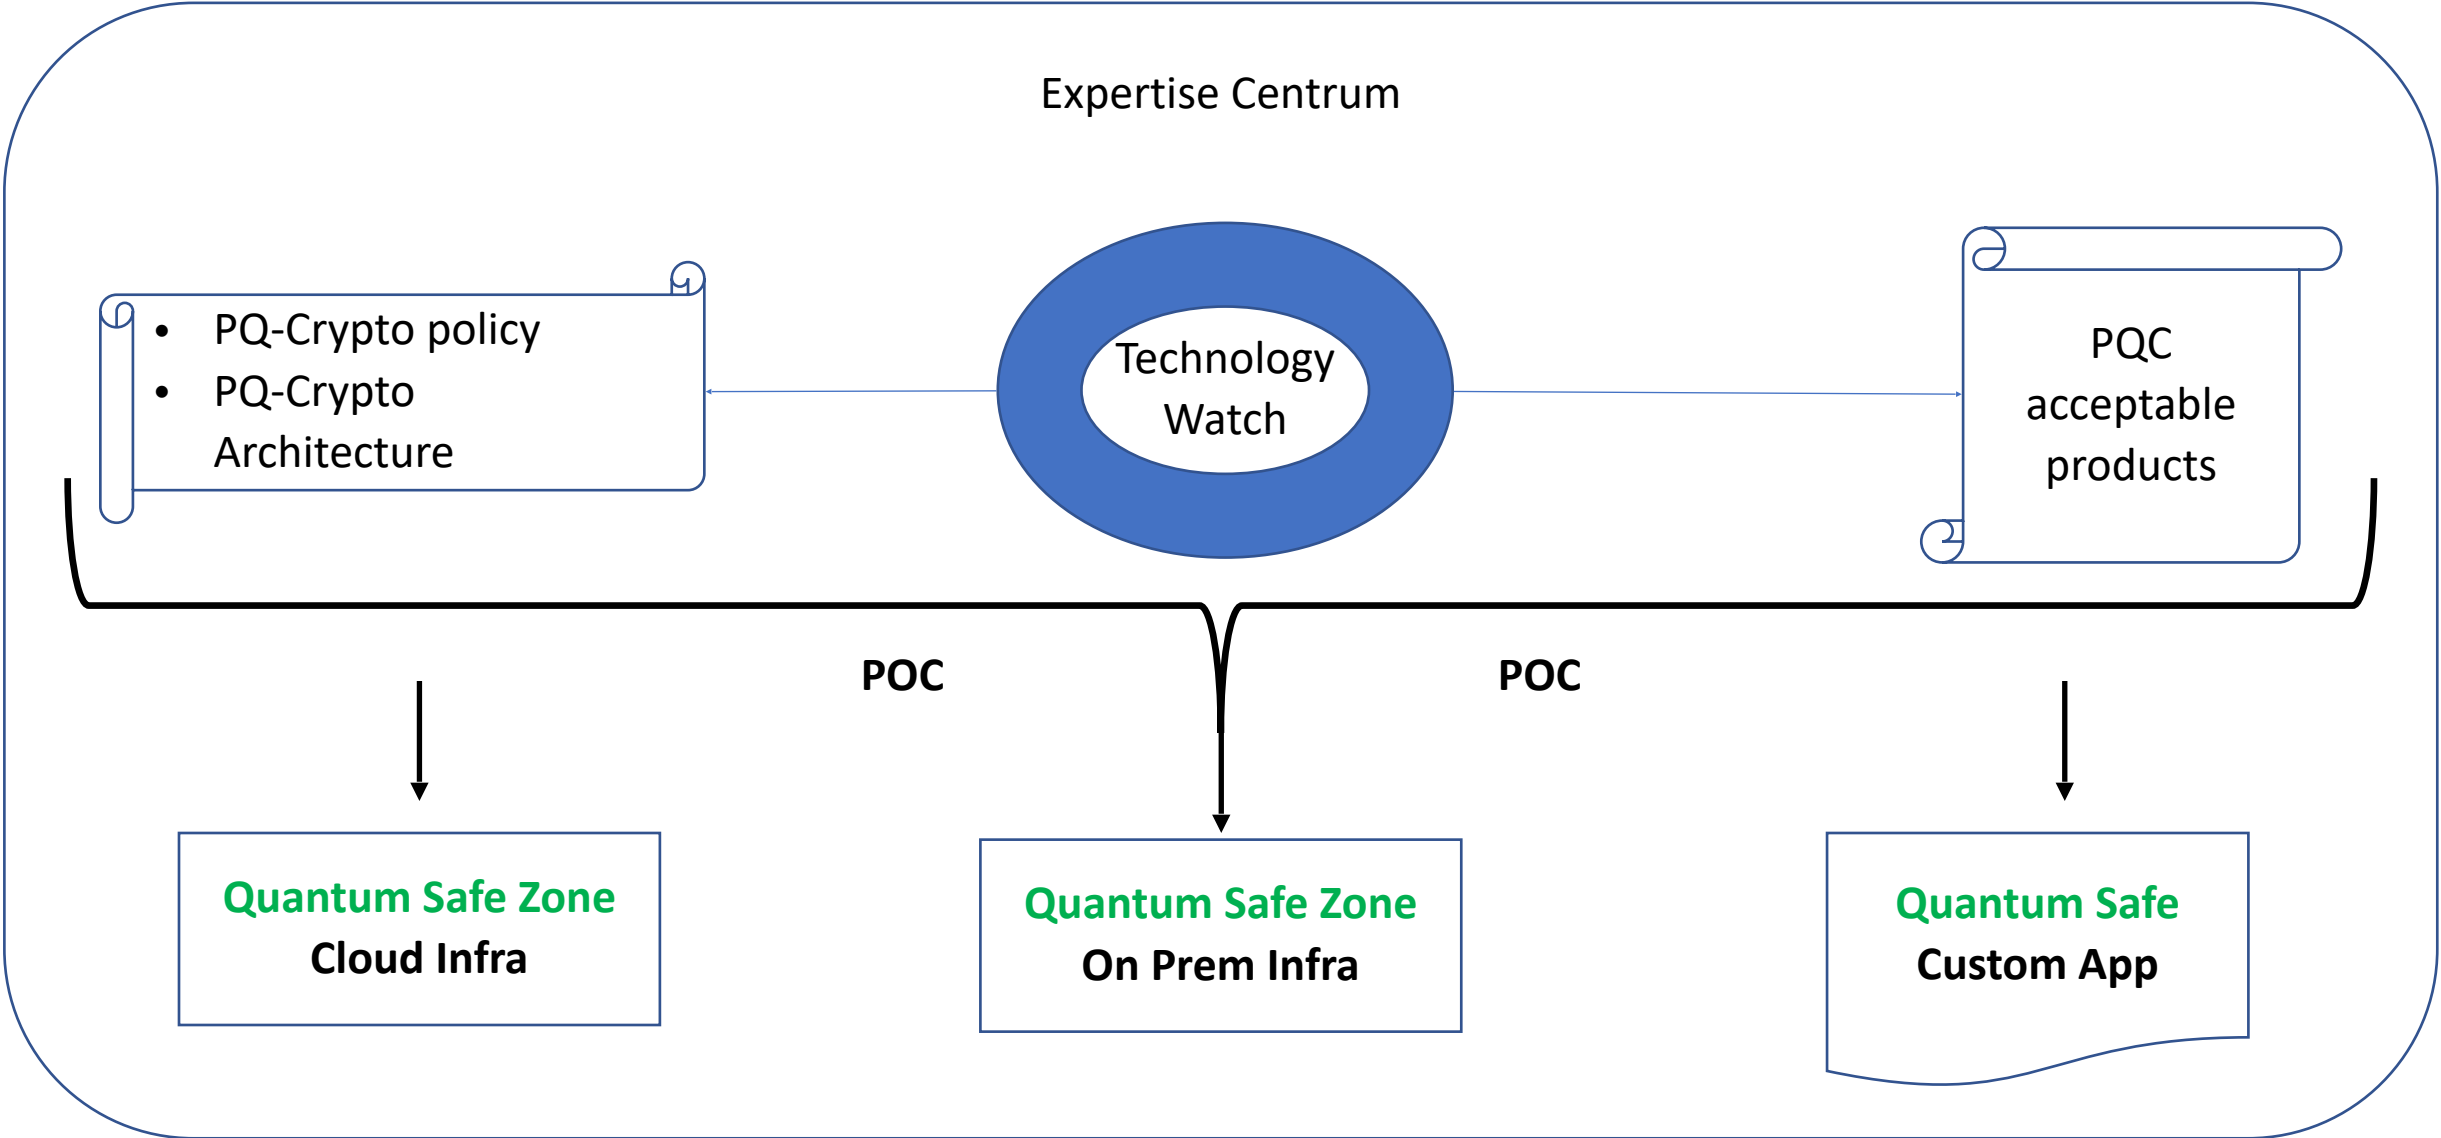 Expertise Centrum
• PQ-Crypto policy
• PQ-Crypto
Architecture
Technology
Watch
PQC
acceptable
products
POC
POC
Quantum Safe Zone
Cloud Infra
Quantum Safe Zone
On Prem Infra
Quantum Safe
Custom App